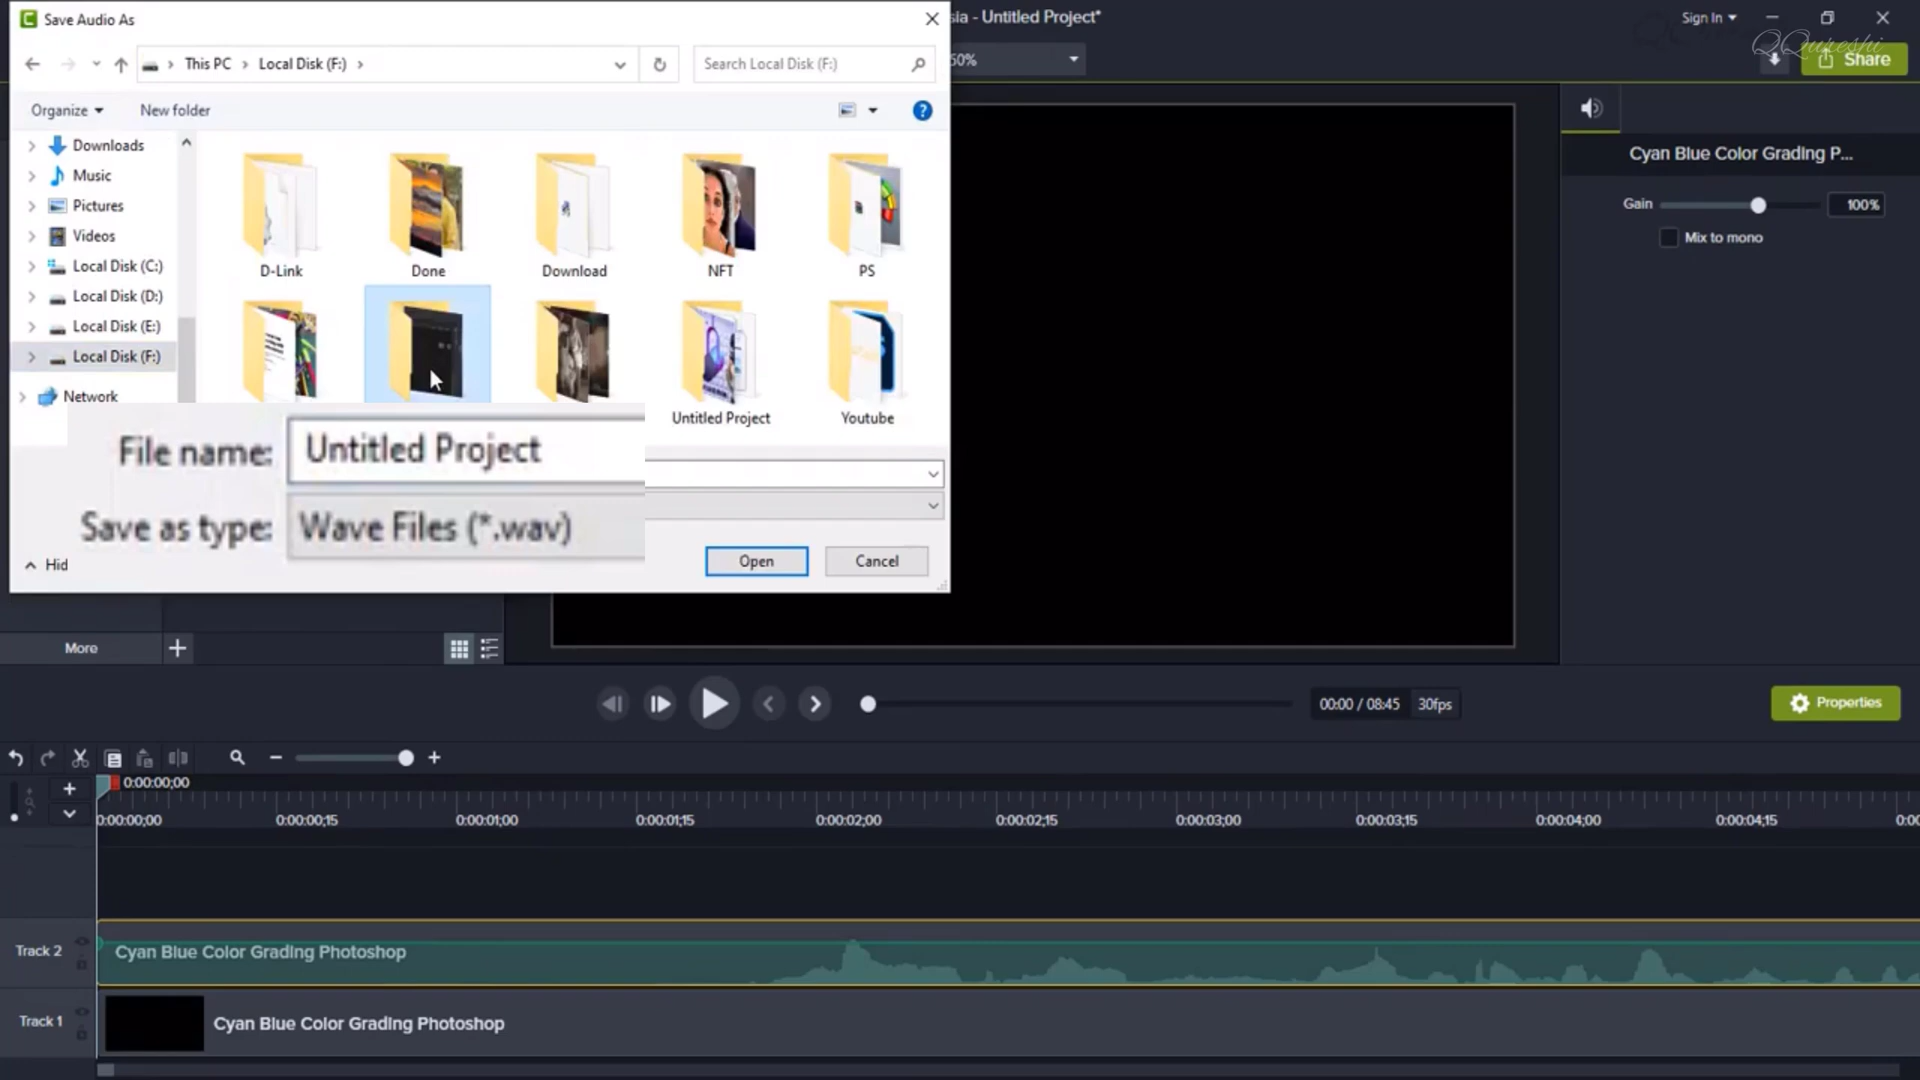 Save Audio As
sia - Untitled Project*
Sign In
QQureshi
This PC > Local Disk (F:) >
Search Local Disk (F:)
50%
Share
Organize
New folder
Downloads
Music
Pictures
Videos
Local Disk (C:)
Local Disk (D:)
Local Disk (E:)
Local Disk (F:)
Network
D-Link
Done
Download
NFT
PS
Untitled Project
Youtube
Cyan Blue Color Grading P...
Gain
100%
Mix to mono
File name: Untitled Project
Save as type: Wave Files (*.wav)
Hid
Open
Cancel
More
00:00 / 08:45
30fps
Properties
0:00:00;00
0:00:00;00
0:00:00;15
0:00:01;00
0:00:01;15
0:00:02;00
0:00:02;15
0:00:03;00
0:00:03;15
0:00:04;00
0:00:04;15
0:00
Track 2
Cyan Blue Color Grading Photoshop
Track 1
Cyan Blue Color Grading Photoshop